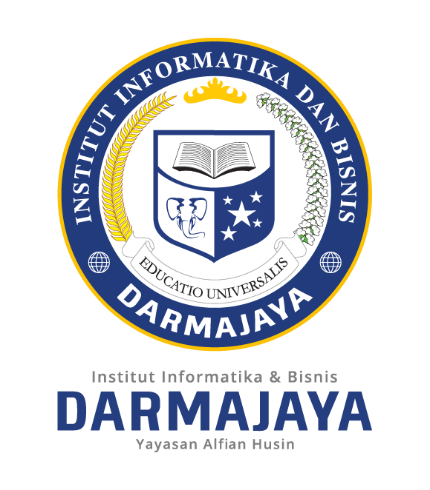 INSTITUT INFORMATIKA DAN BISNIS
EDUCATIO UNIVERSALIS
DARMAJAYA
Institut Informatika & Bisnis
DARMAJAYA
Yayasan Alfian Husin